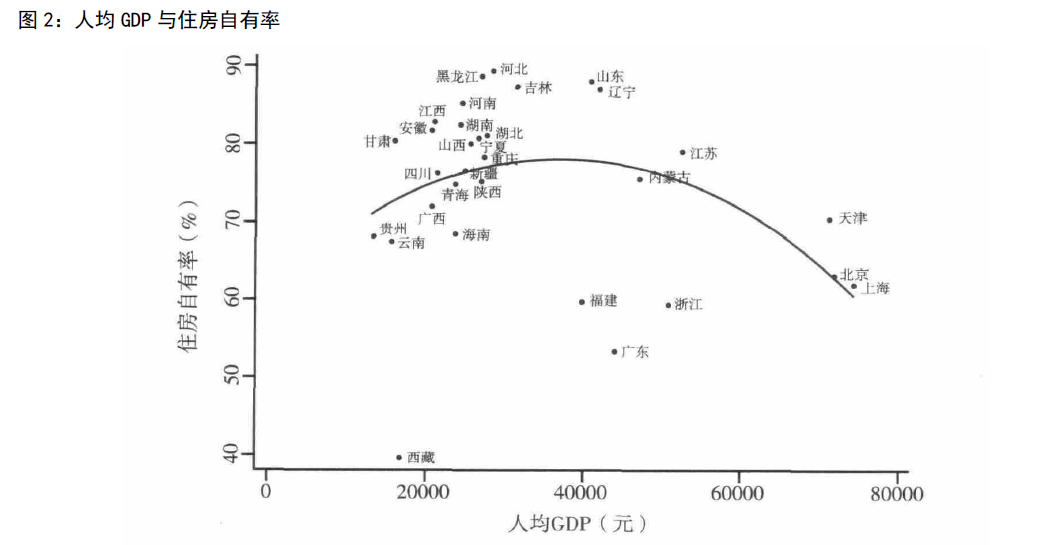 图 2：人均 GDP 与住房自有率
90
80
70
60
50
40
住房自有率（%）
河北
黑龙江
吉林
山东
辽宁
河南
江西
安徽
湖南
湖北
甘肃
山西
宁夏
重庆
江苏
四川
新疆
内蒙古
青海
陕西
广西
贵州
云南
海南
天津
北京
上海
福建
浙江
广东
西藏
0
20000
40000
60000
80000
人均GDP（元）